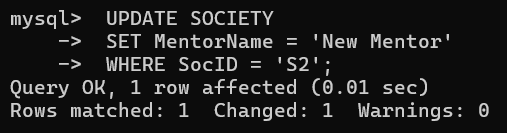 mysql>  UPDATE SOCIETY
    ->  SET MentorName = 'New Mentor'
    ->  WHERE SocID = 'S2';
Query OK, 1 row affected (0.01 sec)
Rows matched: 1  Changed: 1  Warnings: 0